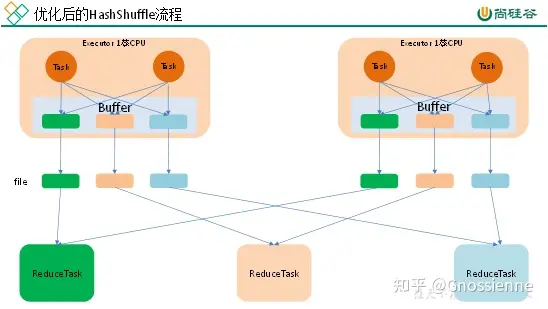 优化后的HashShuffle流程
尚硅谷
Executor 1核CPU
Executor 1核CPU
Task
Task
Task
Task
Buffer
Buffer
file
ReduceTask
ReduceTask
ReduceTask
知乎 @Gnossienne